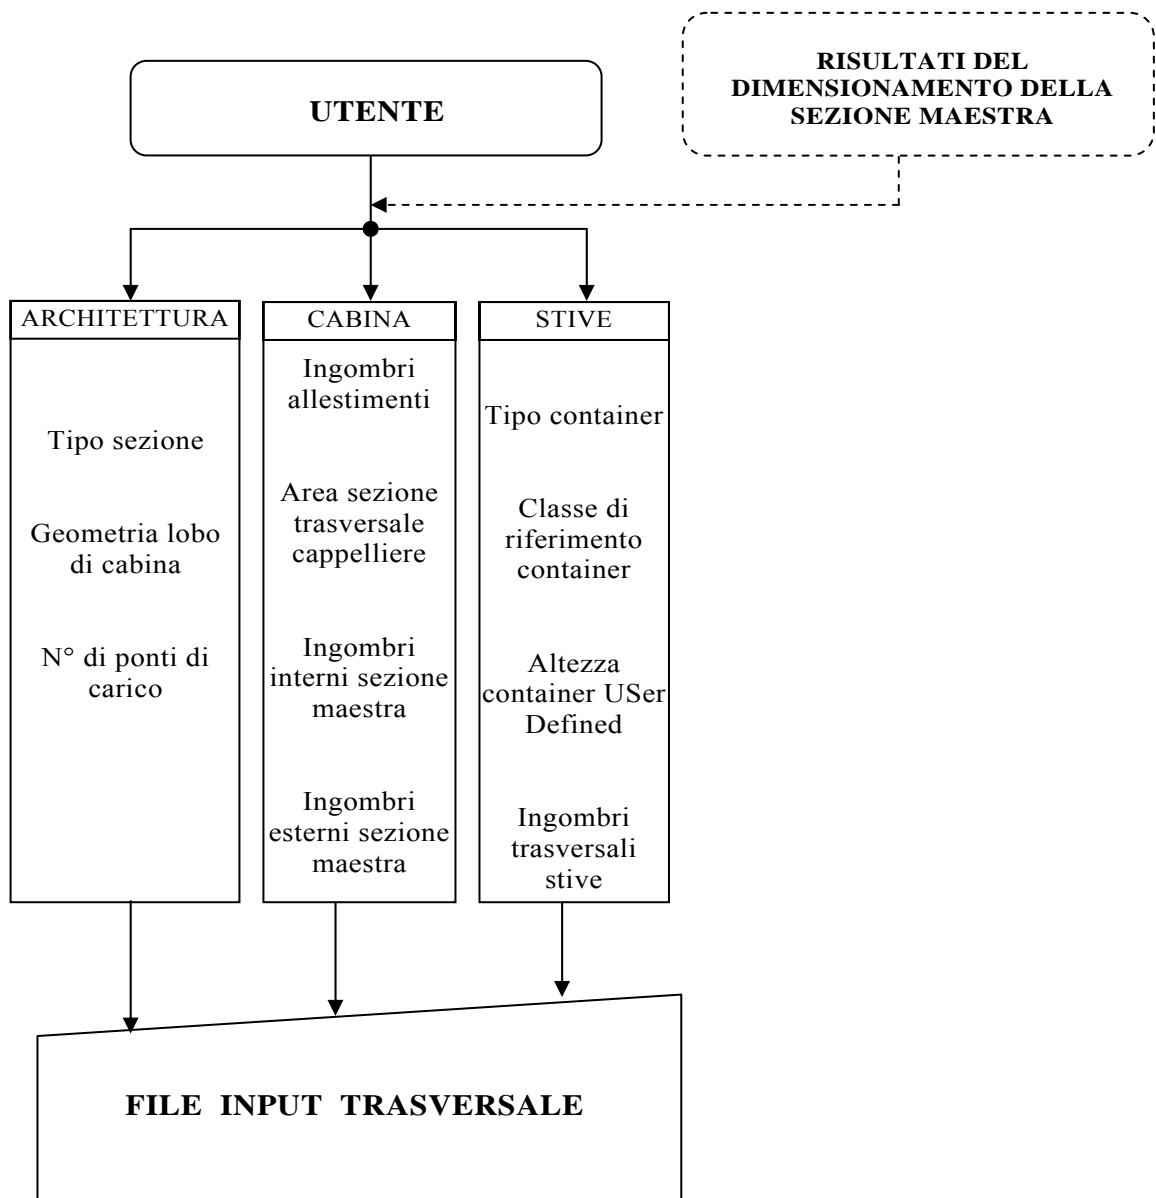 UTENTE
RISULTATI DEL
DIMENSIONAMENTO DELLA
SEZIONE MAESTRA
ARCHITETTURA
Tipo sezione
Geometria lobo
di cabina
N° di ponti di
carico
CABINA
Ingombri
allestimenti
Area sezione
trasversale
cappelliere
Ingombri
interni sezione
maestra
Ingombri
esterni sezione
maestra
STIVE
Tipo container
Classe di
riferimento
container
Altezza
container USer
Defined
Ingombri
trasversali
stive
FILE INPUT TRASVERSALE